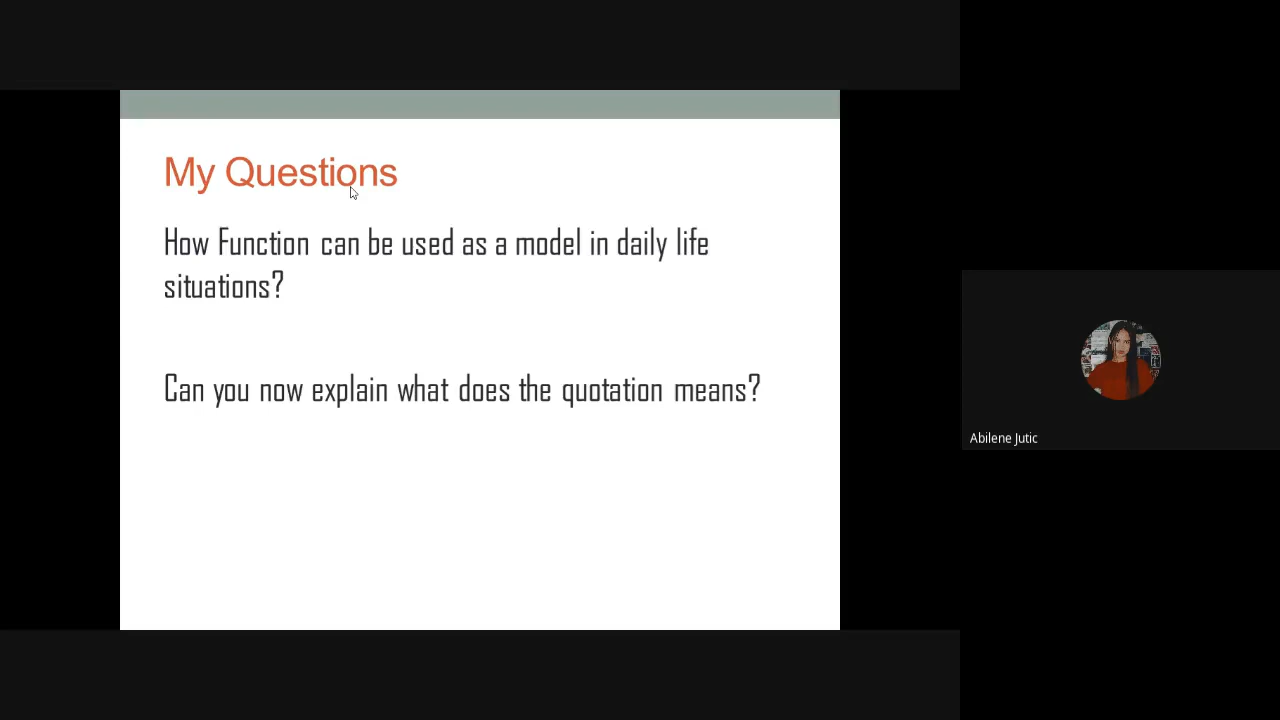 My Questions
How Function can be used as a model in daily life
situations?
Can you now explain what does the quotation means?
Abilene Jutic